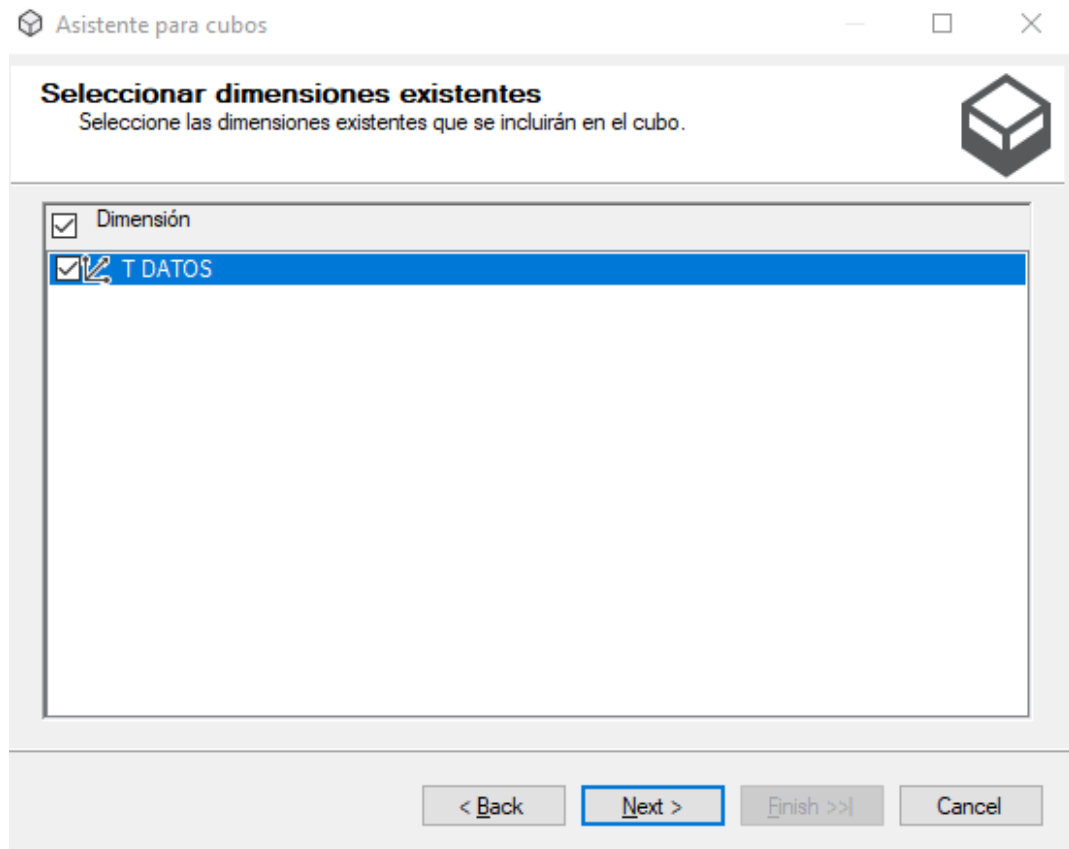 Asistente para cubos
Seleccionar dimensiones existentes
Seleccione las dimensiones existentes que se incluirán en el cubo.
Dimensión
T DATOS
< Back
Next >
Finish >>|
Cancel